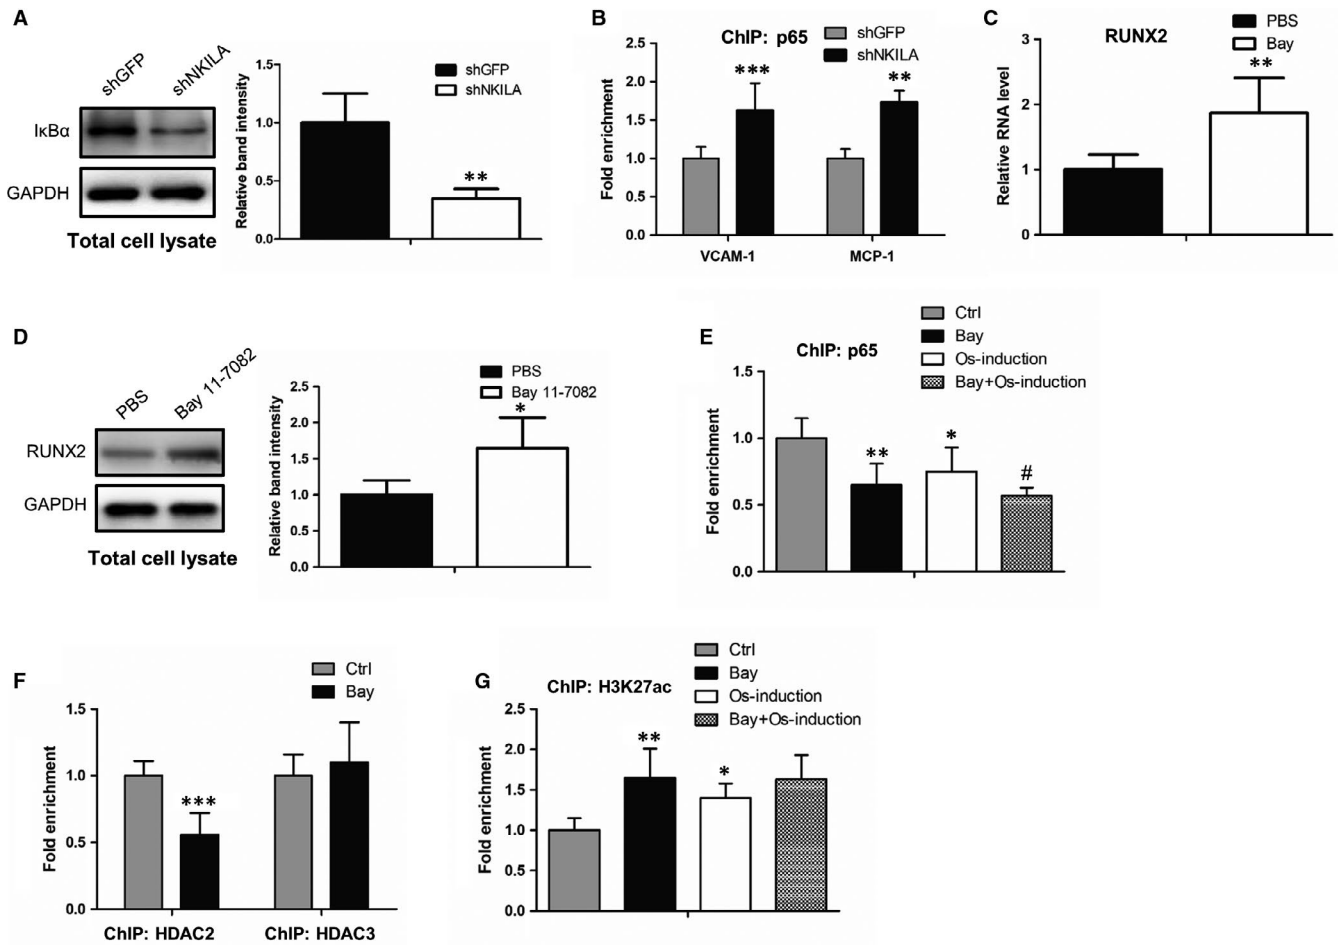 A
shGFP
shNKILA
IκBα
GAPDH
Total cell lysate
Relative band intensity
1.5
1.0
0.5
0.0
shGFP
shNKILA
**
B
ChIP: p65
shGFP
shNKILA
Fold enrichment
2.5
2.0
1.5
1.0
0.5
0.0
***
**
VCAM-1
MCP-1
C
RUNX2
PBS
Bay
Relative RNA level
3
2
1
0
**
D
PBS
Bay 11-7082
RUNX2
GAPDH
Total cell lysate
Relative band intensity
2.5
2.0
1.5
1.0
0.5
0.0
PBS
Bay 11-7082
*
E
ChIP: p65
Ctrl
Bay
Os-induction
Bay+Os-induction
Fold enrichment
1.5
1.0
0.5
0.0
**
*
#
F
Ctrl
Bay
Fold enrichment
1.5
1.0
0.5
0.0
***
ChIP: HDAC2
ChIP: HDAC3
G
ChIP: H3K27ac
Ctrl
Bay
Os-induction
Bay+Os-induction
Fold enrichment
2.5
2.0
1.5
1.0
0.5
0.0
**
*